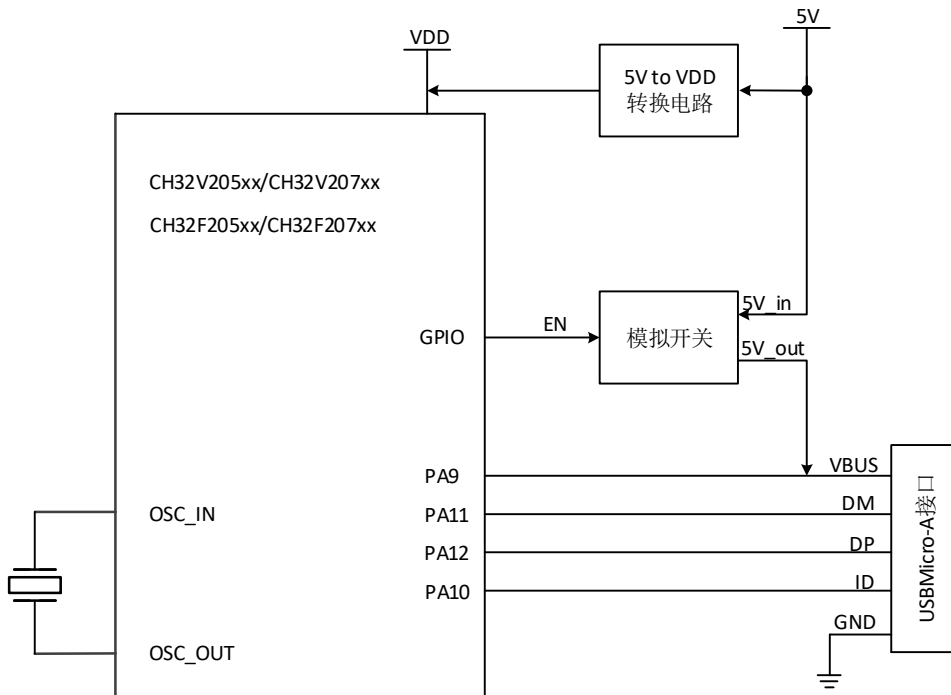 5V
VDD
5V to VDD
转换电路
CH32V205xx/CH32V207xx
CH32F205xx/CH32F207xx
5V_in
GPIO
EN
模拟开关
5V_out
PA9
VBUS
OSC_IN
PA11
DM
PA12
DP
PA10
ID
GND
OSC_OUT
USBMicro-A接口